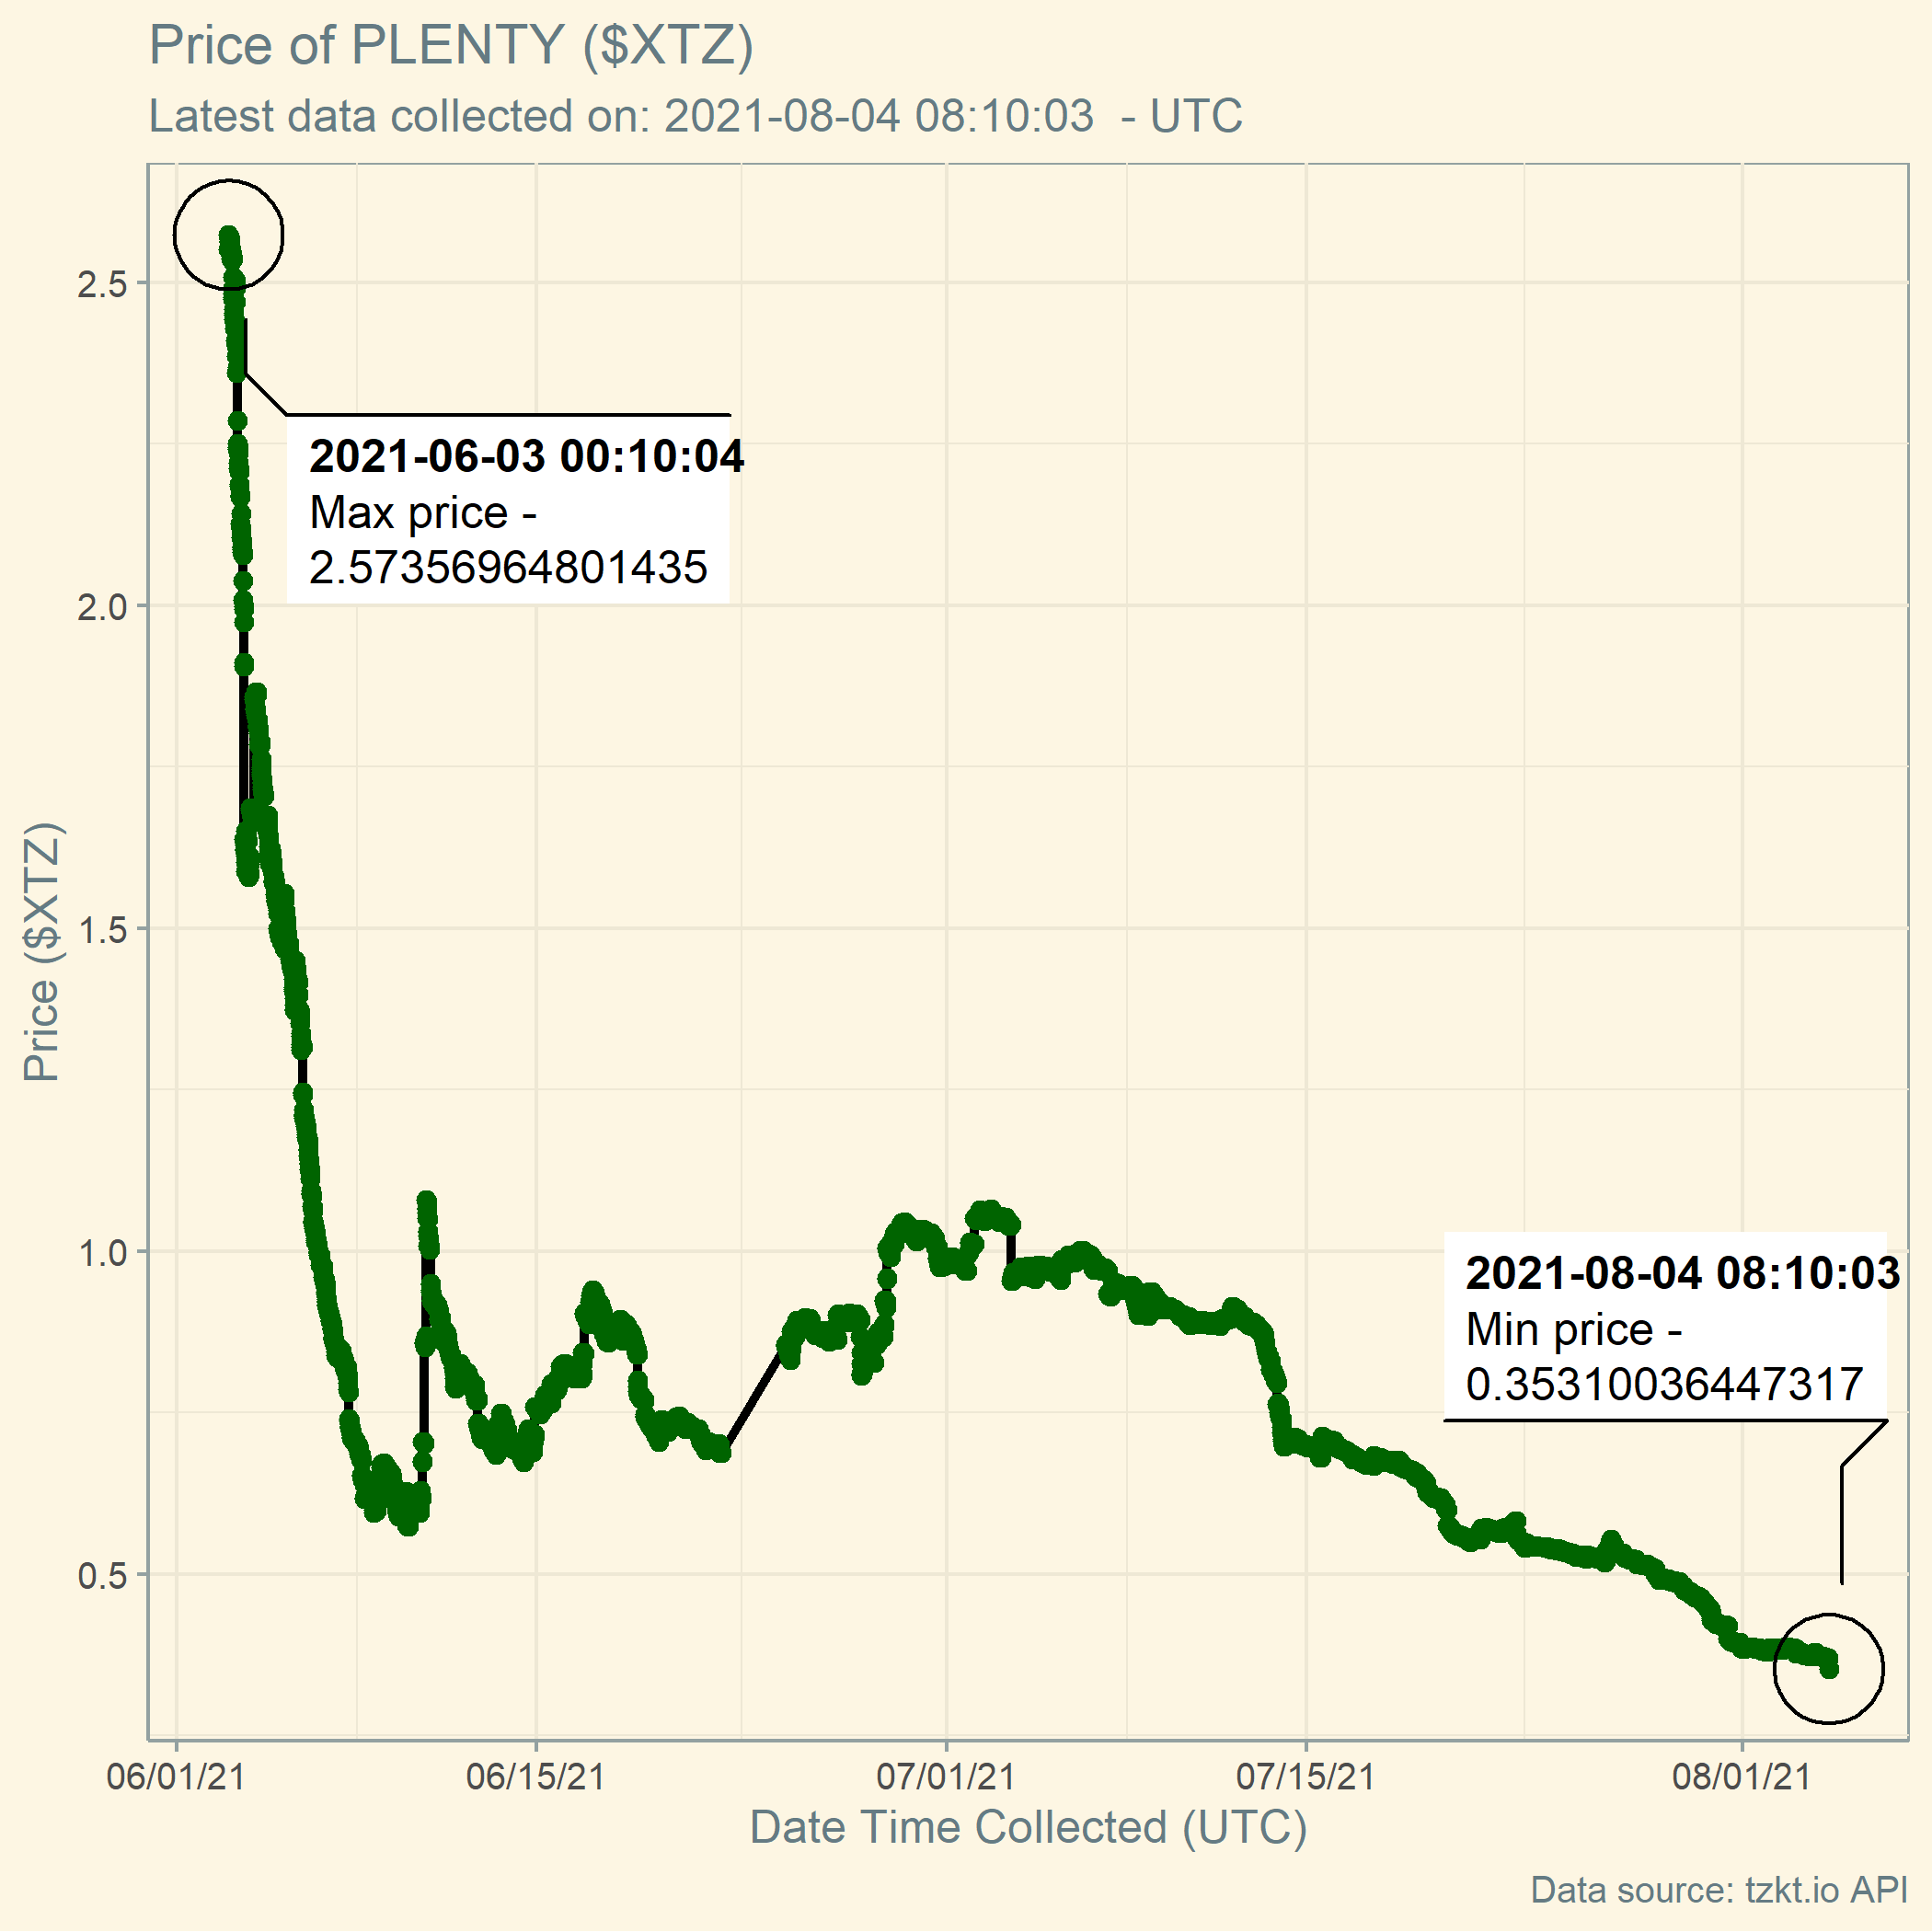 Price of PLENTY ($XTZ)
Latest data collected on: 2021-08-04 08:10:03  - UTC
2.5
2.0
1.5
1.0
0.5
Price ($XTZ)
2021-06-03 00:10:04
Max price -
2.57356964801435
2021-08-04 08:10:03
Min price -
0.35310036447317
06/01/21
06/15/21
07/01/21
07/15/21
08/01/21
Date Time Collected (UTC)
Data source: tzkt.io API